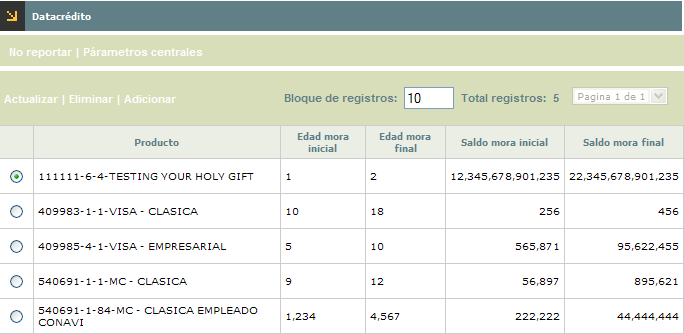 Datacrédito
No reportar | Párametros centrales
Actualizar | Eliminar | Adicionar Bloque de registros: 10 Total registros: 5 Pagina 1 de 1
Producto Edad mora inicial Edad mora final Saldo mora inicial Saldo mora final
111111-6-4-TESTING YOUR HOLY GIFT 1 2 12,345,678,901,235 22,345,678,901,235
409983-1-1-VISA - CLASICA 10 18 256 456
409985-4-1-VISA - EMPRESARIAL 5 10 565,871 95,622,455
540691-1-1-MC - CLASICA 9 12 56,897 895,621
540691-1-84-MC - CLASICA EMPLEADO
CONAVI 1,234 4,567 222,222 44,444,444